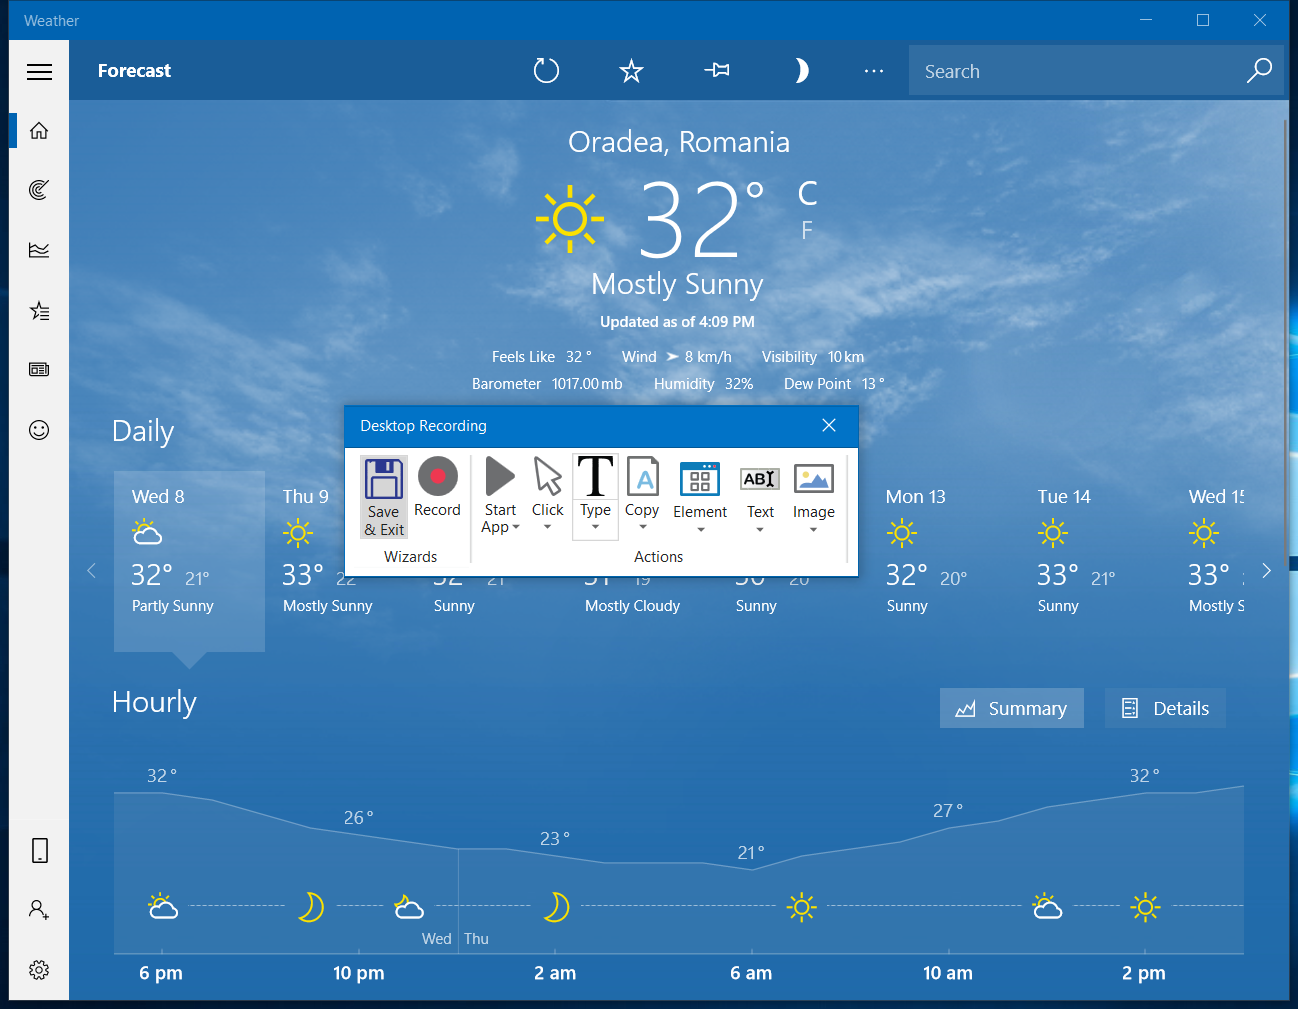 Weather
Forecast
Search
Oradea, Romania
32° C
F
Mostly Sunny
Updated as of 4:09 PM
Feels Like 32 ° Wind 8 km/h Visibility 10 km
Barometer 1017.00 mb Humidity 32% Dew Point 13 °
Daily
Desktop Recording
Save & Exit
Record
Start App
Click
Type
Copy
Element
Text
Image
Wizards
Actions
Wed 8
32° 21°
Partly Sunny
Thu 9
33° 22
Mostly Sunny
Sunny
Mostly Cloudy
Sunny
Mon 13
32° 20°
Sunny
Tue 14
33° 21°
Sunny
Wed 15
33°
Mostly S
Hourly
Summary
Details
32 °
26 °
23 °
21 °
27 °
32 °
Wed Thu
6 pm 10 pm 2 am 6 am 10 am 2 pm